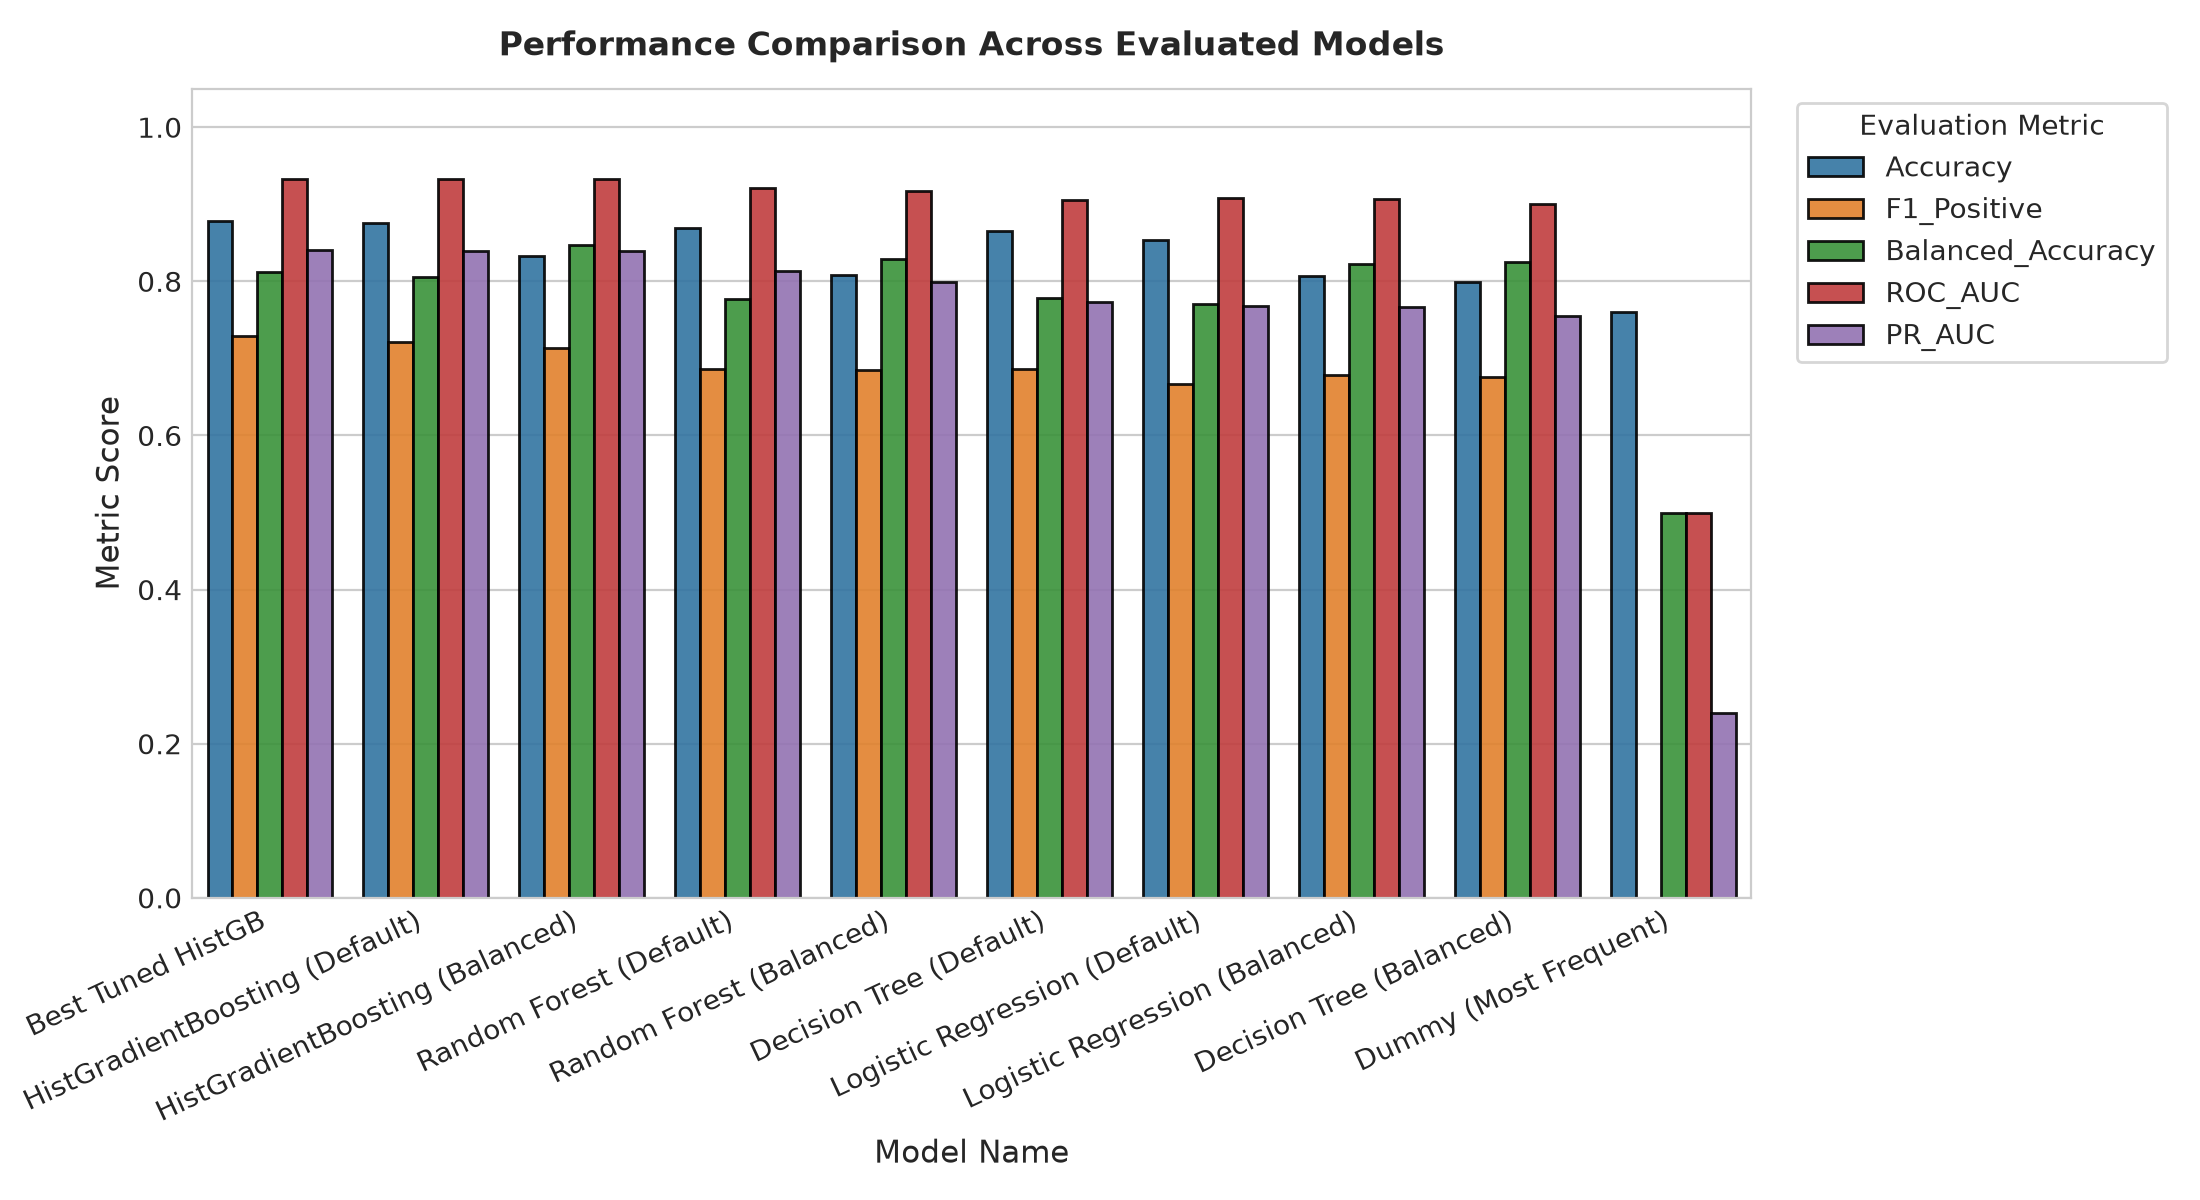 Performance Comparison Across Evaluated Models
Evaluation Metric
Accuracy
F1_Positive
Balanced_Accuracy
ROC_AUC
PR_AUC
Metric Score
1.0
0.8
0.6
0.4
0.2
0.0
Best Tuned HistGB
HistGradientBoosting (Default)
HistGradientBoosting (Balanced)
Random Forest (Default)
Random Forest (Balanced)
Decision Tree (Default)
Logistic Regression (Default)
Logistic Regression (Balanced)
Decision Tree (Balanced)
Dummy (Most Frequent)
Model Name